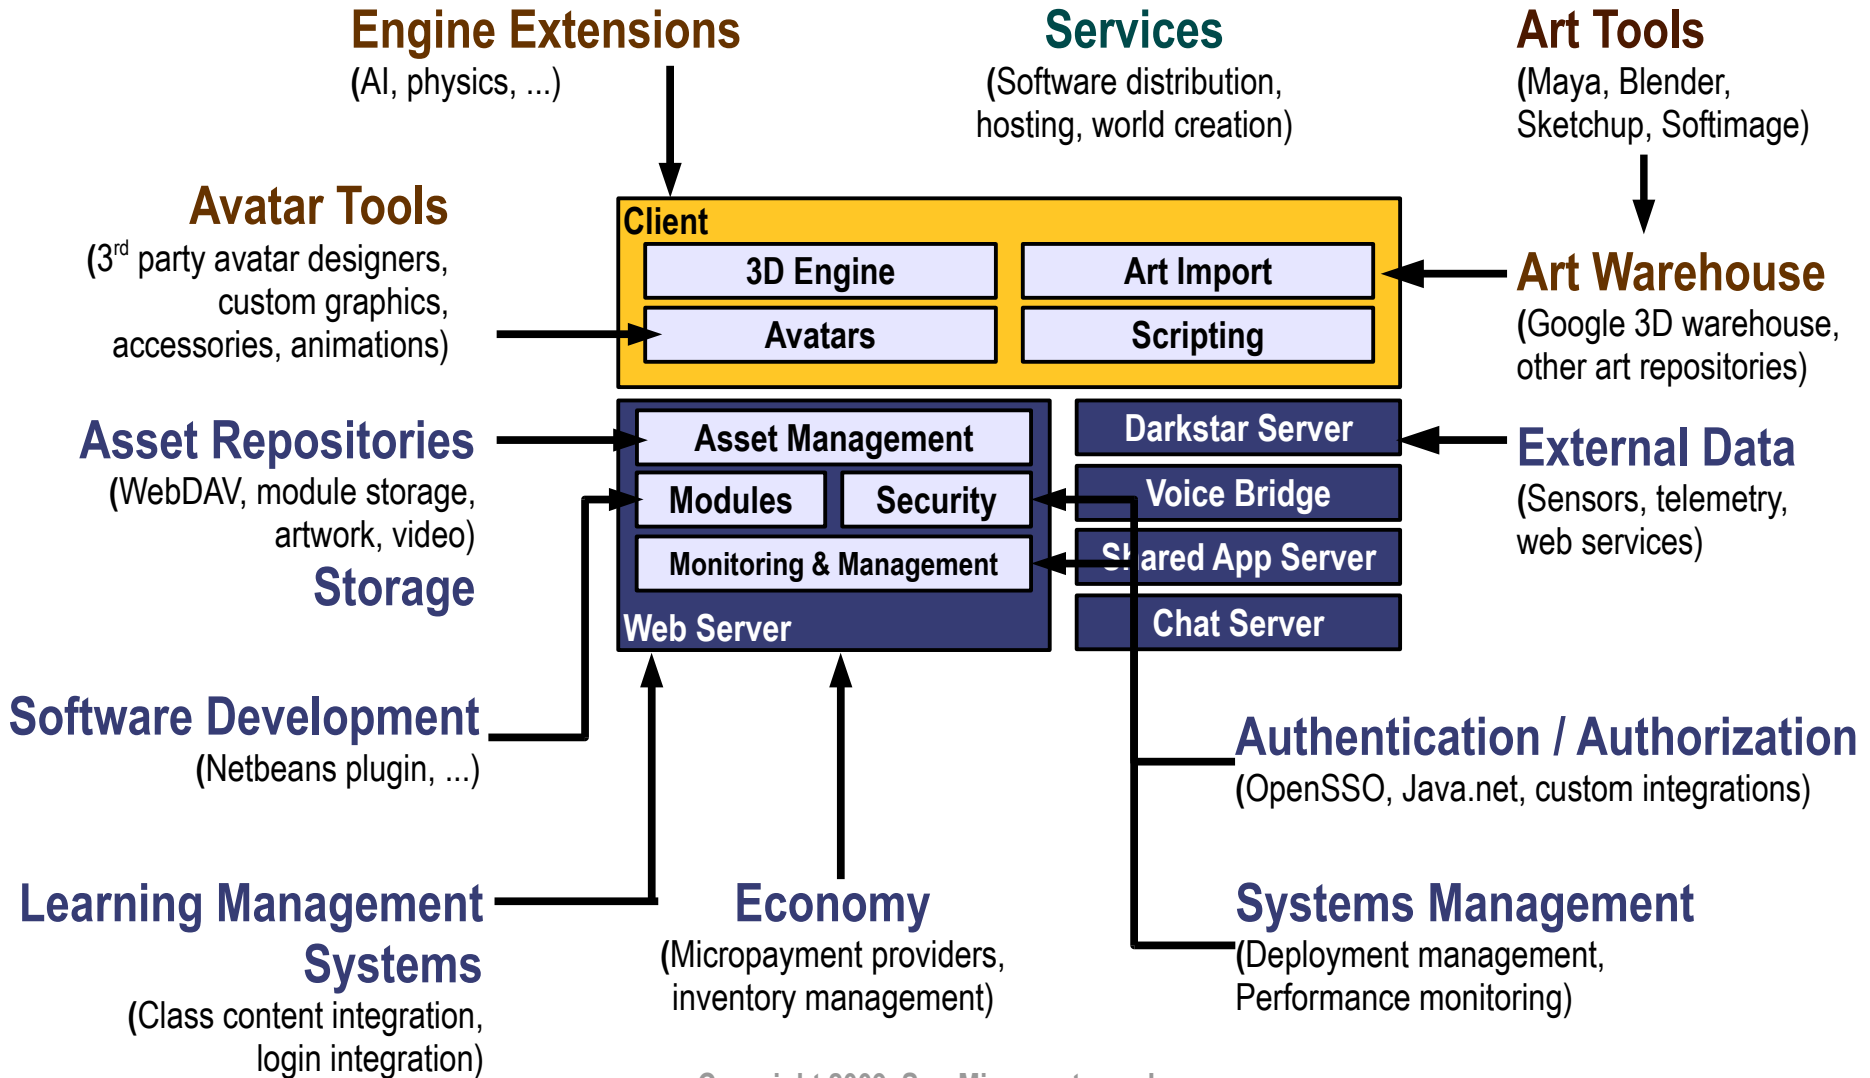 Engine Extensions
(AI, physics, ...)
Services
(Software distribution,
hosting, world creation)
Art Tools
(Maya, Blender,
Sketchup, Softimage)
Avatar Tools
(3rd party avatar designers,
custom graphics,
accessories, animations)
Client
3D Engine
Art Import
Avatars
Scripting
Art Warehouse
(Google 3D warehouse,
other art repositories)
Asset Repositories
(WebDAV, module storage,
artwork, video)
Storage
Asset Management
Modules
Security
Monitoring & Management
Web Server
Darkstar Server
Voice Bridge
Shared App Server
Chat Server
External Data
(Sensors, telemetry,
web services)
Software Development
(Netbeans plugin, ...)
Authentication / Authorization
(OpenSSO, Java.net, custom integrations)
Learning Management
Systems
(Class content integration,
login integration)
Economy
(Micropayment providers,
inventory management)
Systems Management
(Deployment management,
Performance monitoring)